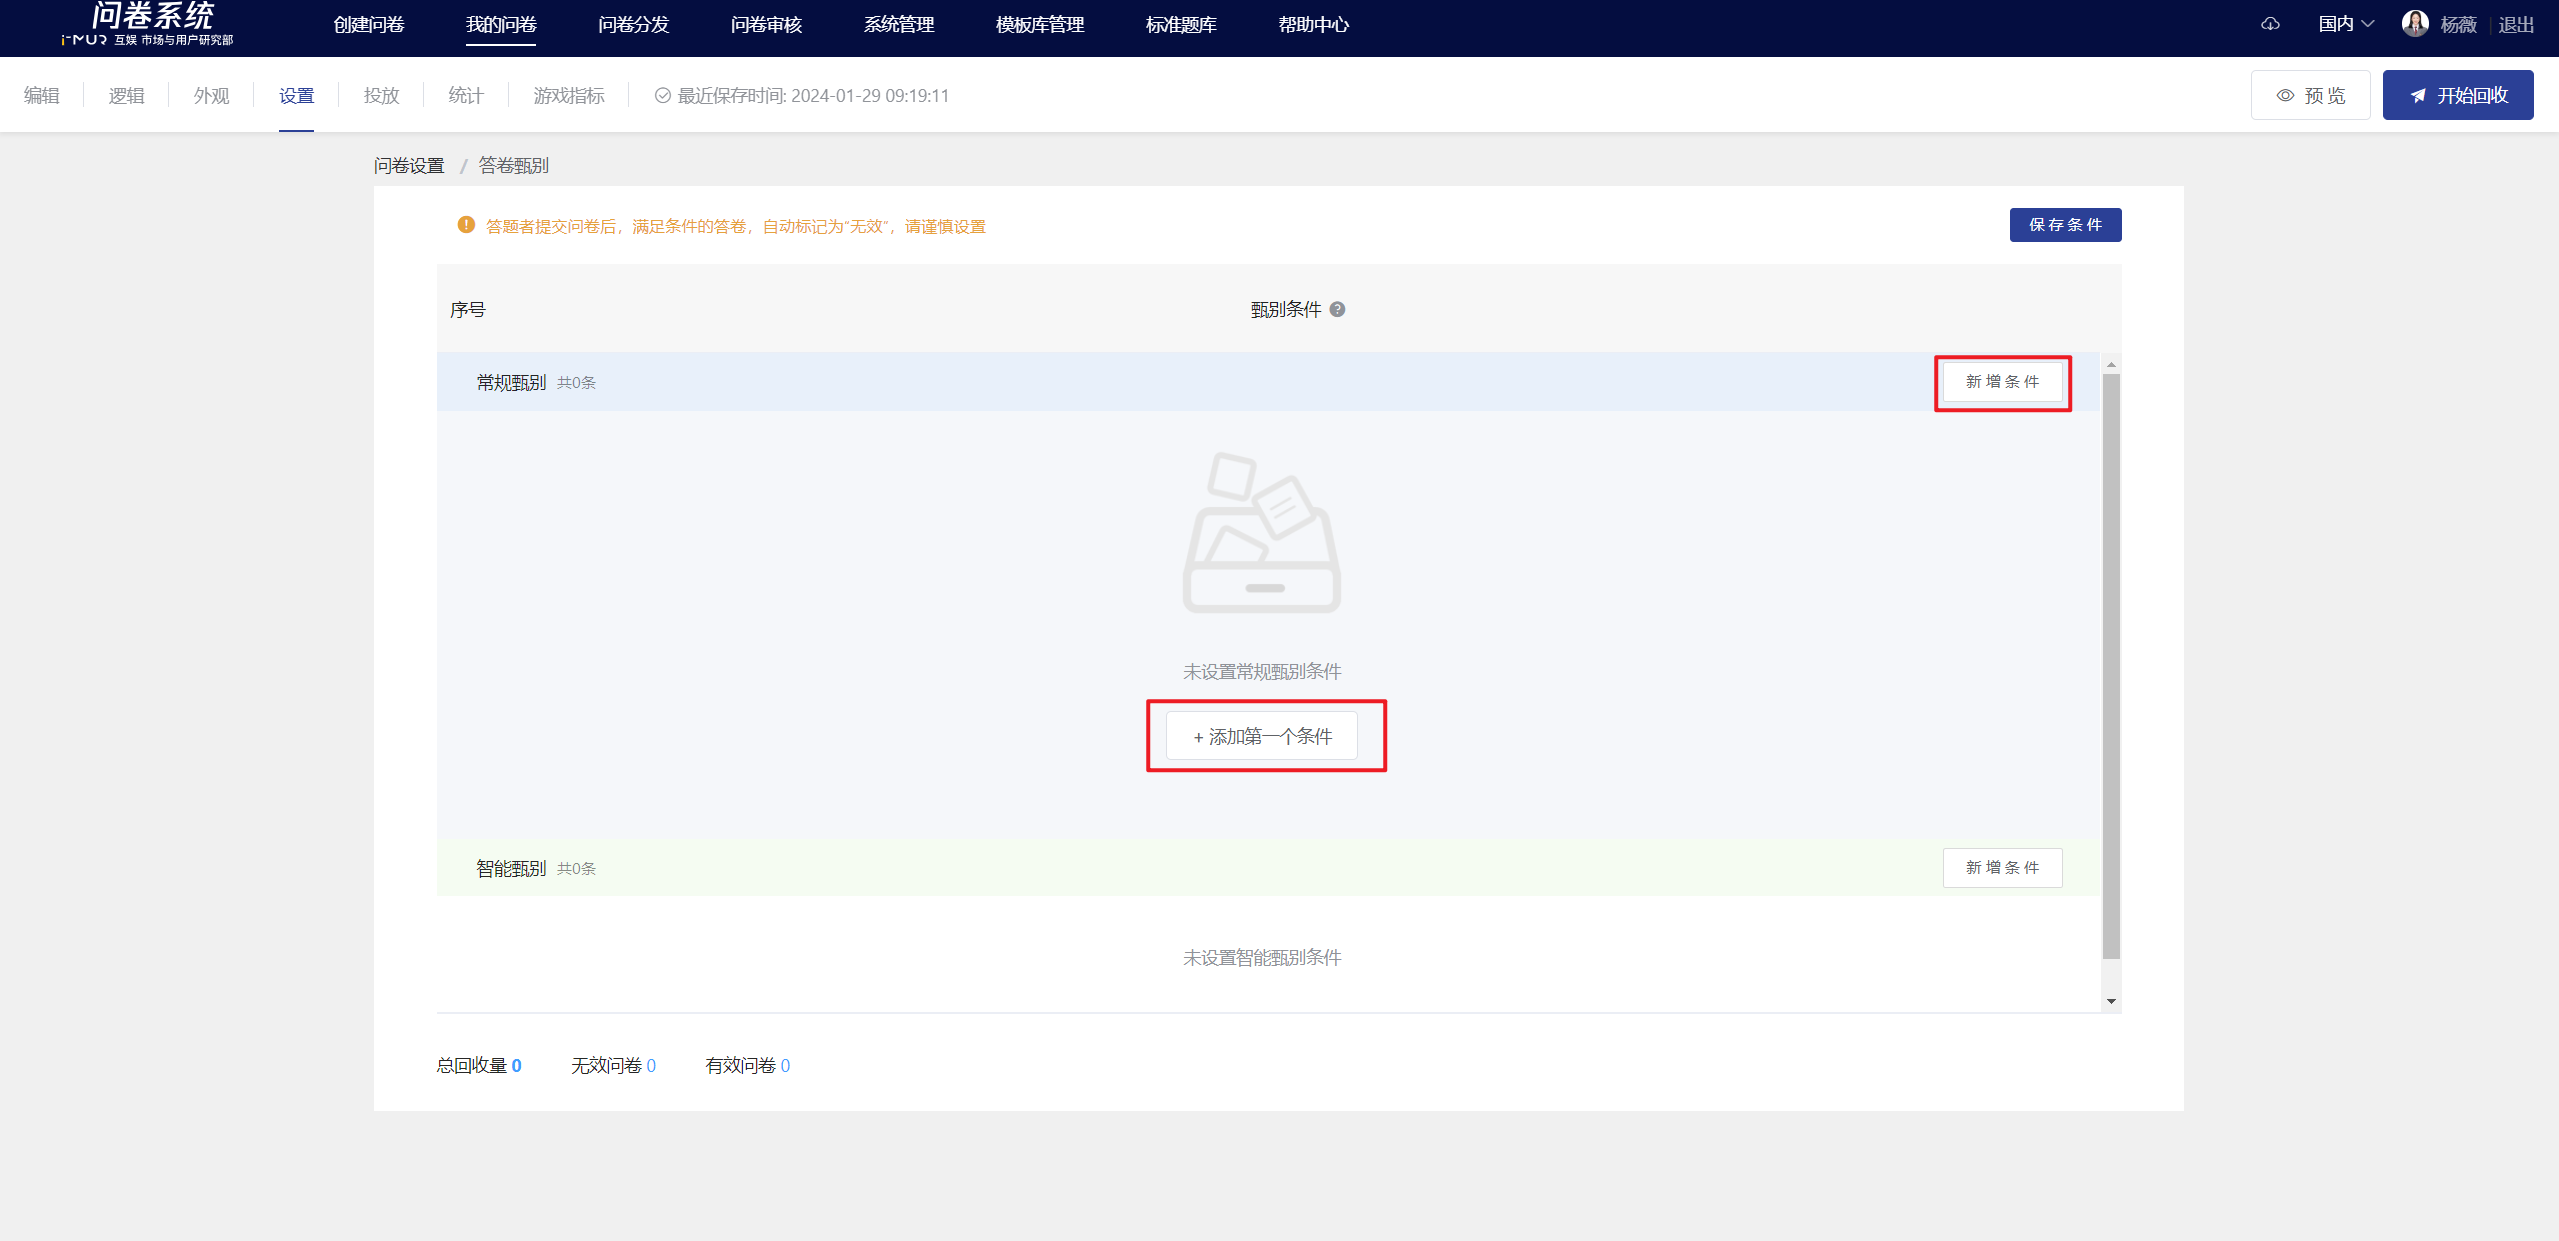 问卷系统
i-MUR 互娱 市场与用户研究部
创建问卷 我的问卷 问卷分发 问卷审核 系统管理 模板库管理 标准题库 帮助中心 国内 杨薇 退出
编辑 逻辑 外观 设置 投放 统计 游戏指标 最近保存时间: 2024-01-29 09:19:11 预 览 开始回收
问卷设置 / 答卷甄别
答题者提交问卷后，满足条件的答卷，自动标记为“无效”，请谨慎设置 保存条件
序号 甄别条件
常规甄别 共0条 新增条件
未设置常规甄别条件
+ 添加第一个条件
智能甄别 共0条 新增条件
未设置智能甄别条件
总回收量 0 无效问卷 0 有效问卷 0